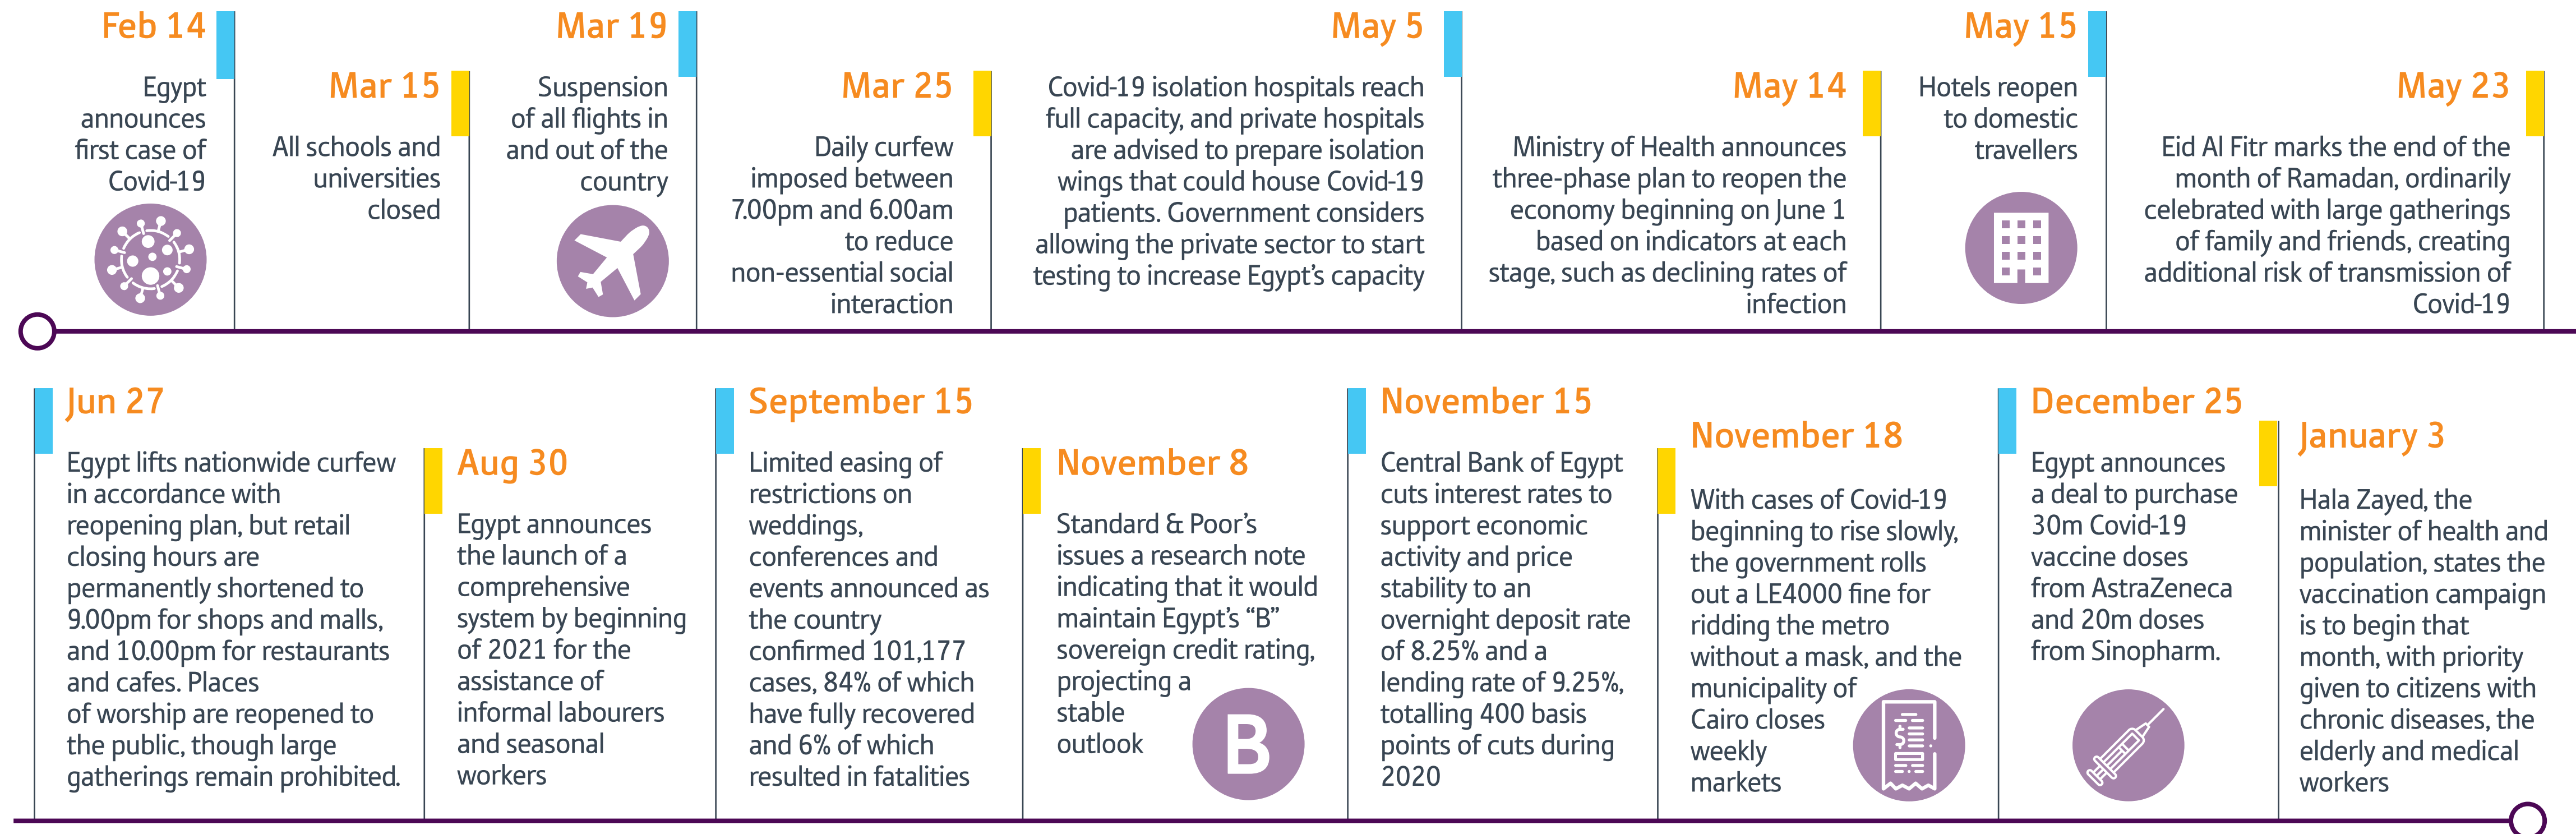 Feb 14
Egypt
announces
first case of
Covid-19
Mar 15
All schools and
universities
closed
Mar 19
Suspension
of all flights in
and out of the
country
Mar 25
Daily curfew
imposed between
7.00pm and 6.00am
to reduce
non-essential social
interaction
May 5
Covid-19 isolation hospitals reach
full capacity, and private hospitals
are advised to prepare isolation
wings that could house Covid-19
patients. Government considers
allowing the private sector to start
testing to increase Egypt's capacity
May 14
Ministry of Health announces
three-phase plan to reopen the
economy beginning on June 1
based on indicators at each
stage, such as declining rates of
infection
May 15
Hotels reopen
to domestic
travellers
May 23
Eid Al Fitr marks the end of the
month of Ramadan, ordinarily
celebrated with large gatherings
of family and friends, creating
additional risk of transmission of
Covid-19
Jun 27
Egypt lifts nationwide curfew
in accordance with
reopening plan, but retail
closing hours are
permanently shortened to
9.00pm for shops and malls,
and 10.00pm for restaurants
and cafes. Places
of worship are reopened to
the public, though large
gatherings remain prohibited.
Aug 30
Egypt announces
the launch of a
comprehensive
system by beginning
of 2021 for the
assistance of
informal labourers
and seasonal
workers
September 15
Limited easing of
restrictions on
weddings,
conferences and
events announced as
the country
confirmed 101,177
cases, 84% of which
have fully recovered
and 6% of which
resulted in fatalities
November 8
Standard & Poor's
issues a research note
indicating that it would
maintain Egypt's “B”
sovereign credit rating,
projecting a
stable
outlook
B
November 15
Central Bank of Egypt
cuts interest rates to
support economic
activity and price
stability to an
overnight deposit rate
of 8.25% and a
lending rate of 9.25%,
totalling 400 basis
points of cuts during
2020
November 18
With cases of Covid-19
beginning to rise slowly,
the government rolls
out a LE4000 fine for
ridding the metro
without a mask, and the
municipality of
Cairo closes
weekly
markets
$
December 25
Egypt announces
a deal to purchase
30m Covid-19
vaccine doses
from AstraZeneca
and 20m doses
from Sinopharm.
January 3
Hala Zayed, the
minister of health and
population, states the
vaccination campaign
is to begin that
month, with priority
given to citizens with
chronic diseases, the
elderly and medical
workers